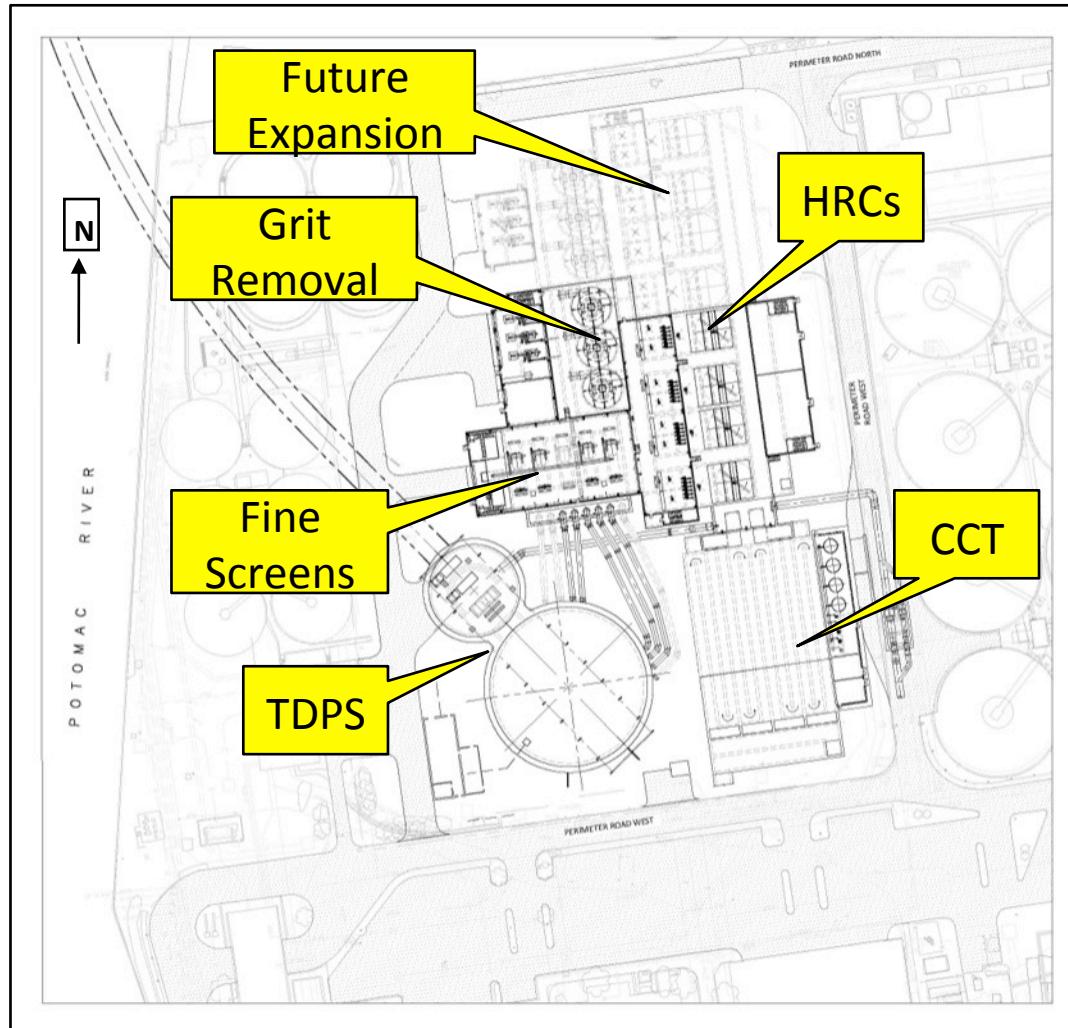 PERIMETER ROAD NORTH
Future
Expansion
HRCs
N
Grit
Removal
PERIMETER
ROAD WEST
POTOMAC RIVER
Fine
Screens
CCT
TDPS
PERIMETER ROAD WEST